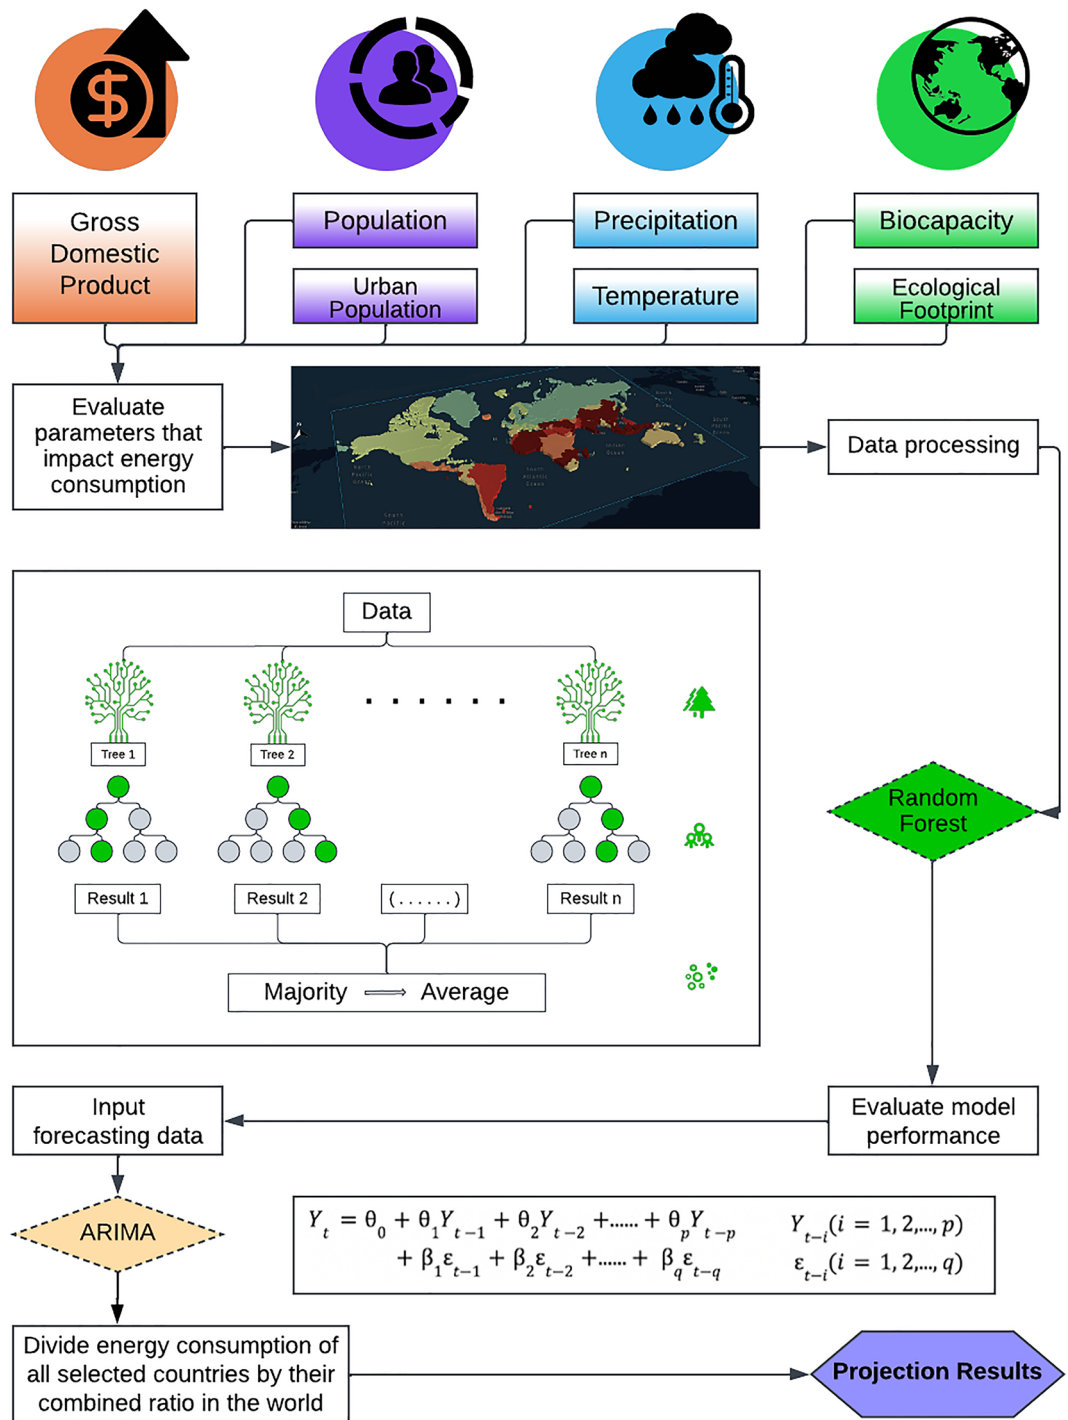 Gross
Domestic
Product
Population
Urban
Population
Precipitation
Temperature
Biocapacity
Ecological
Footprint
Evaluate
parameters that
impact energy
consumption
Data processing
Data
Tree 1
Tree 2
. . . . . .
Tree n
Result 1
Result 2
(......)
Result n
Majority ⟹ Average
Random
Forest
Evaluate model
performance
Input
forecasting data
ARIMA
Y_t = θ_0 + θ_1Y_{t−1} + θ_2Y_{t−2} +......+ θ_pY_{t−p}
+ β_1ε_{t−1} + β_2ε_{t−2} +......+ β_qε_{t−q}
Y_{t−i}(i = 1, 2,..., p)
ε_{t−i}(i = 1, 2,..., q)
Divide energy consumption of
all selected countries by their
combined ratio in the world
Projection Results